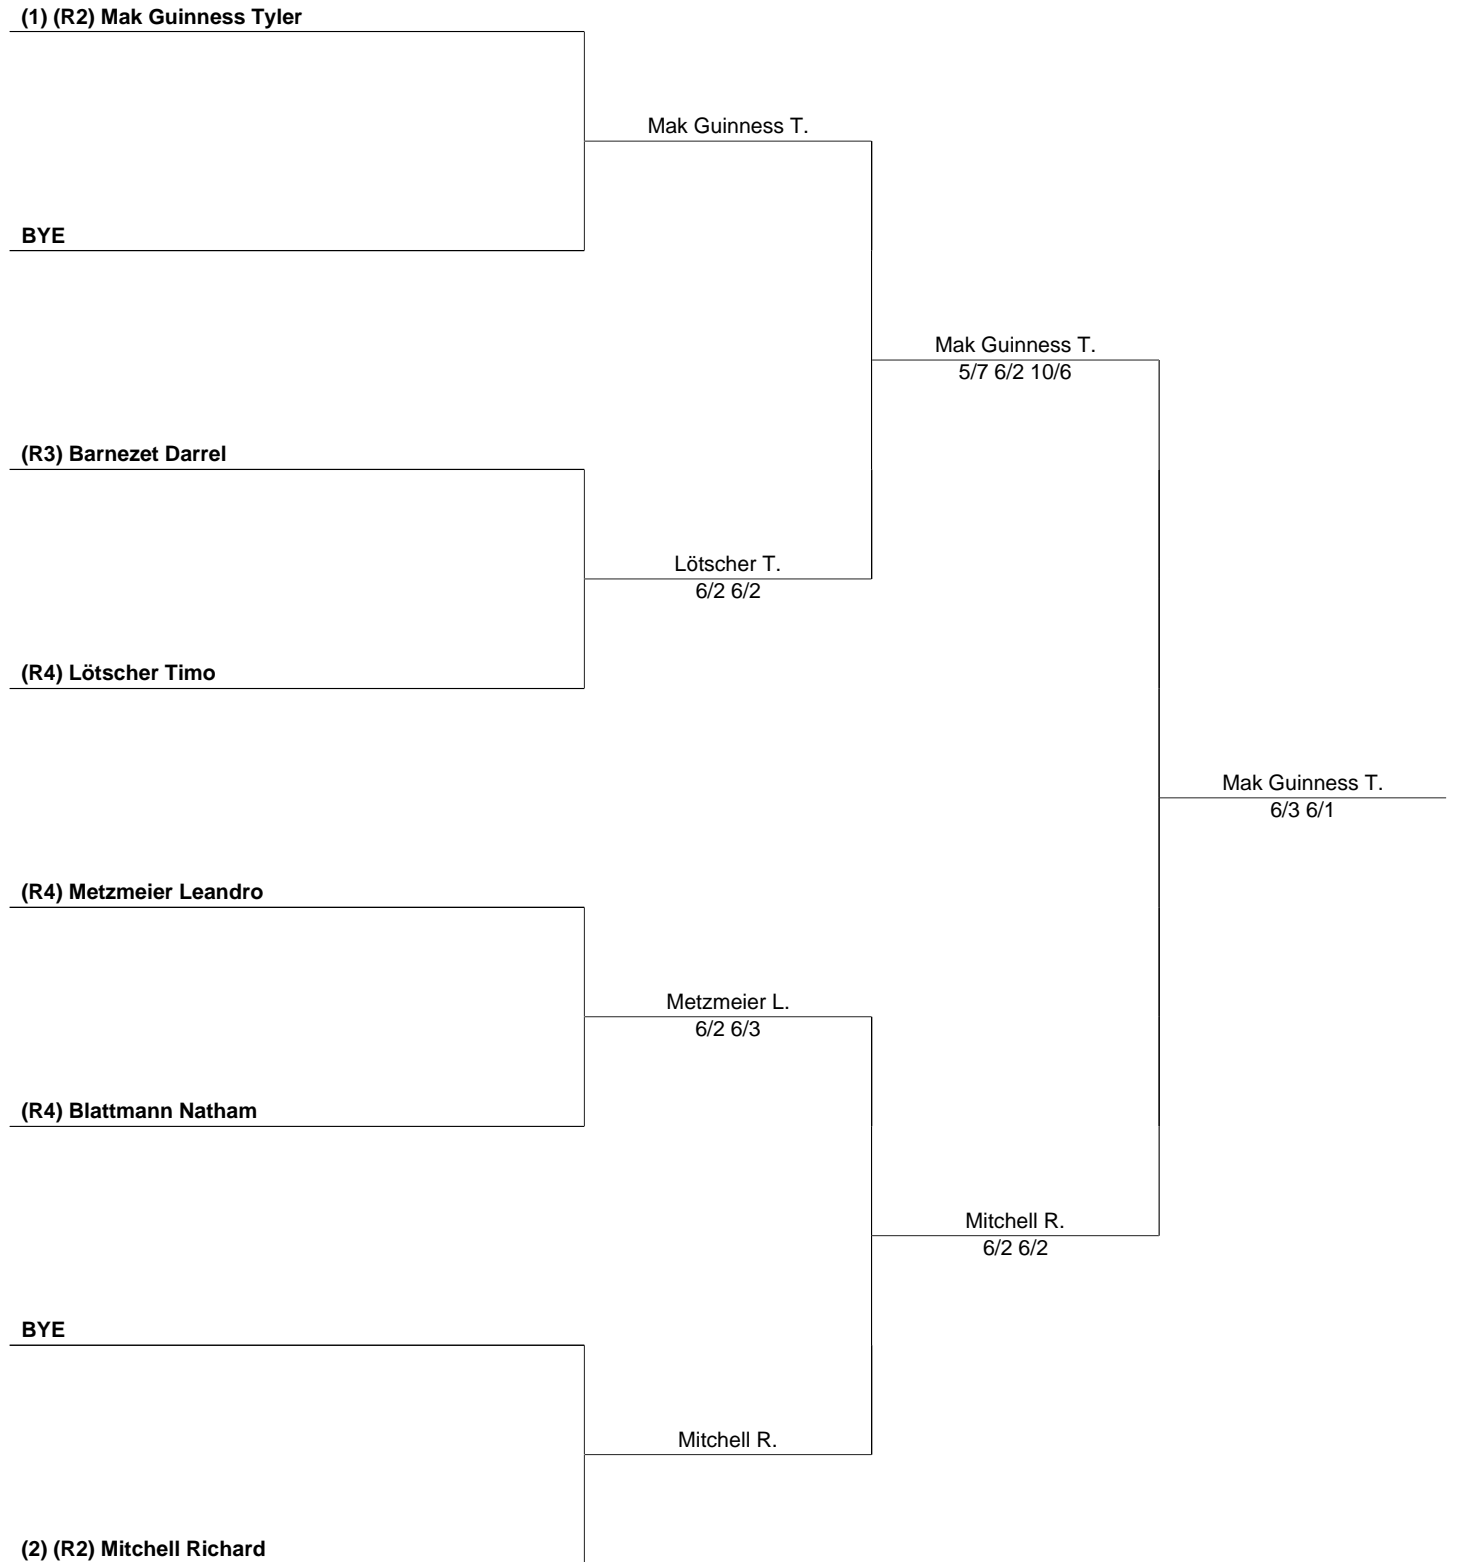 (1) (R2) Mak Guinness Tyler
Mak Guinness T.
BYE
Mak Guinness T.
5/7 6/2 10/6
(R3) Barnezet Darrel
Lötscher T.
6/2 6/2
(R4) Lötscher Timo
Mak Guinness T.
6/3 6/1
(R4) Metzmeier Leandro
Metzmeier L.
6/2 6/3
(R4) Blattmann Natham
Mitchell R.
6/2 6/2
BYE
Mitchell R.
(2) (R2) Mitchell Richard